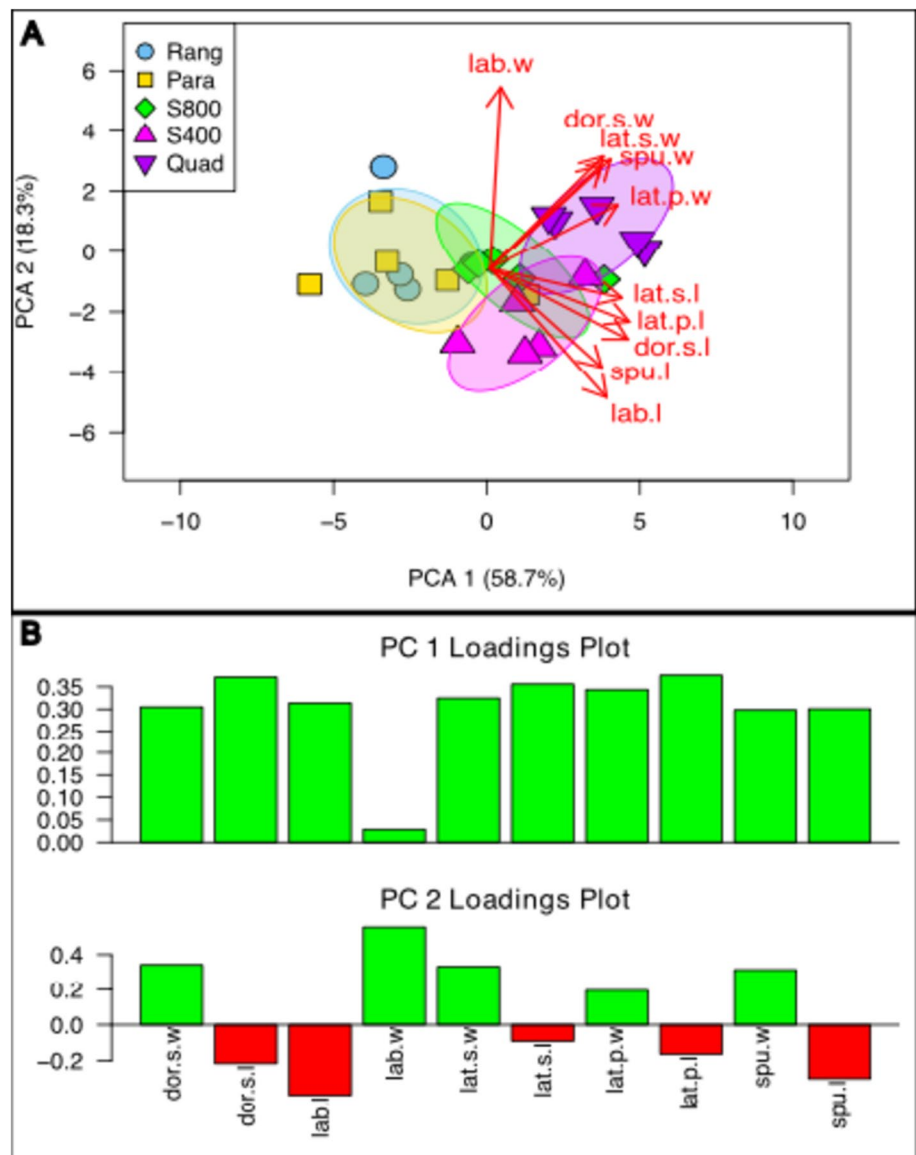 A
Rang
Para
S800
S400
Quad
lab.w
dor.s.w
lat.s.w
spu.w
lat.p.w
lat.s.l
lat.p.l
dor.s.l
spu.l
lab.l
6
4
2
0
−2
−4
−6
PCA 2 (18.3%)
−10 −5 0 5 10
PCA 1 (58.7%)
B
PC 1 Loadings Plot
0.35
0.30
0.25
0.20
0.15
0.10
0.05
0.00
PC 2 Loadings Plot
0.4
0.2
0.0
−0.2
dor.s.w dor.s.l lab.l lab.w lat.s.w lat.s.l lat.p.w lat.p.l spu.w spu.l